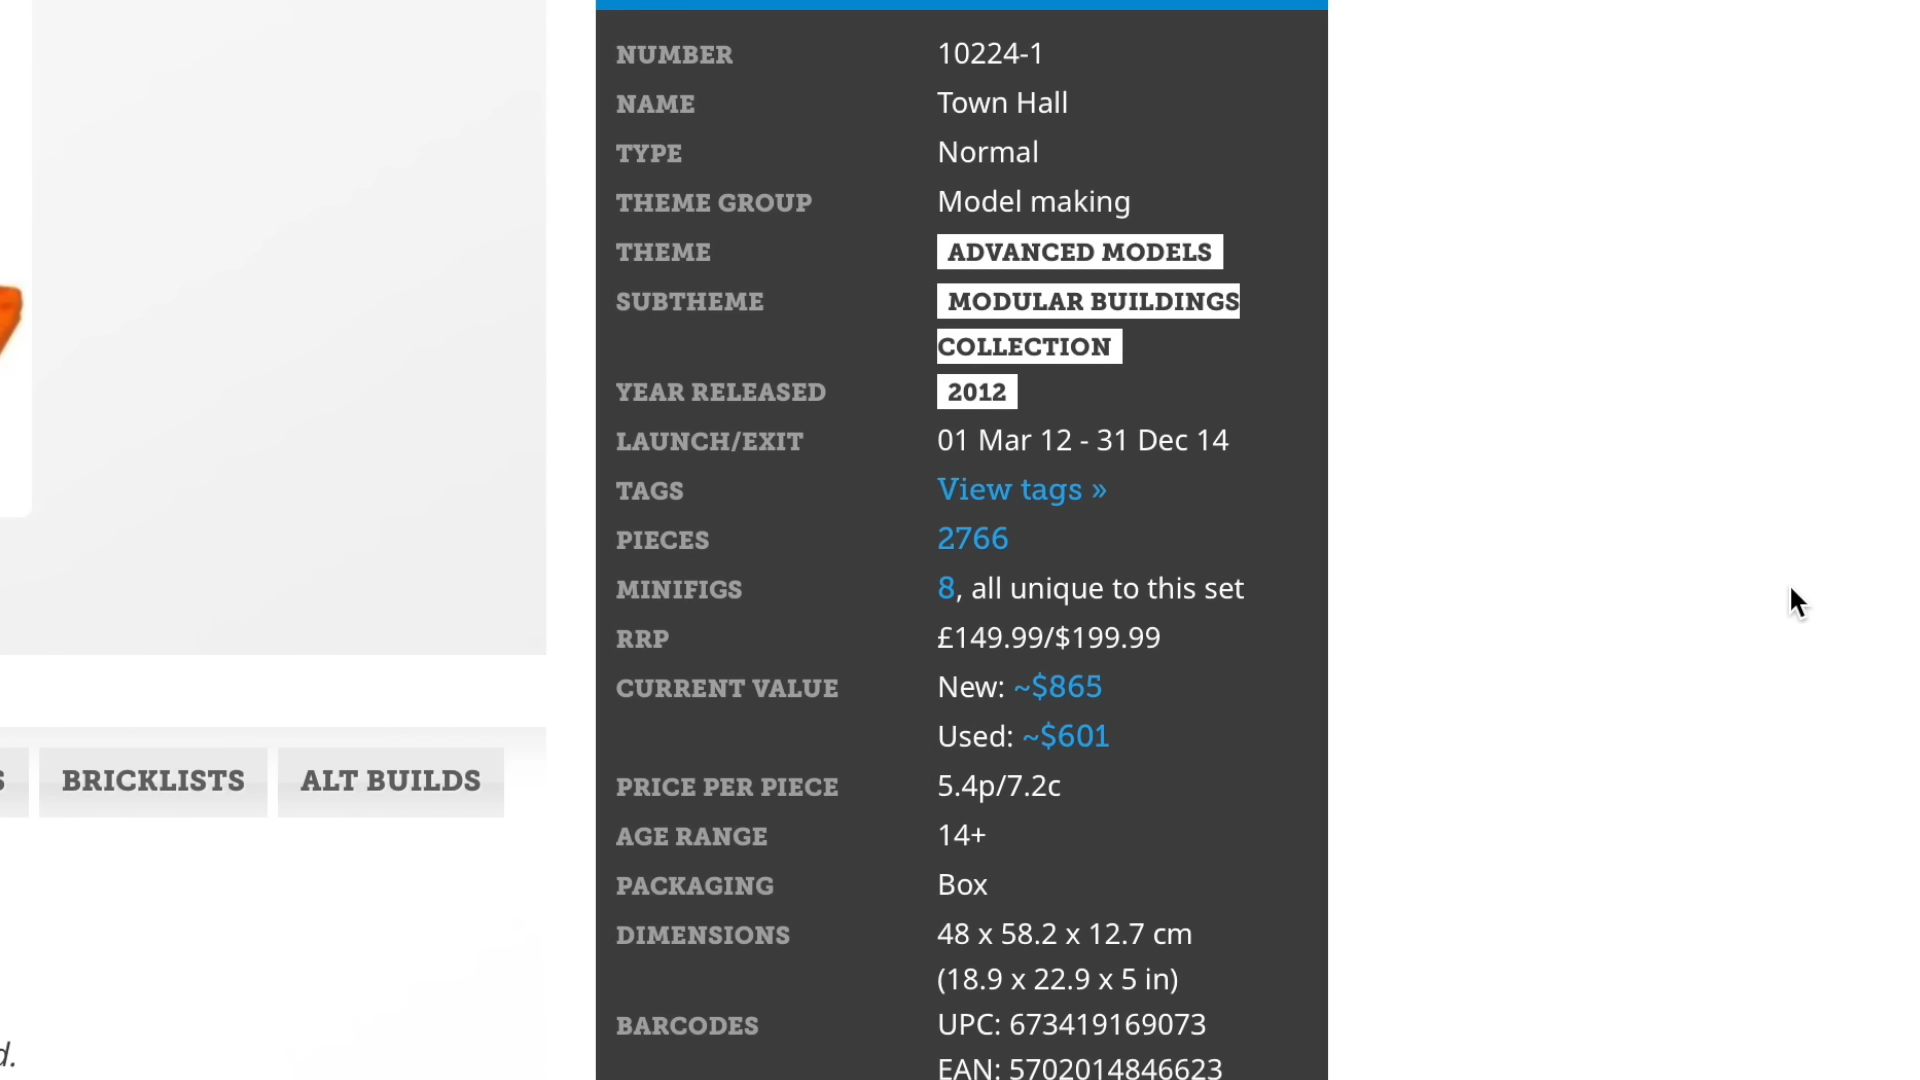 NUMBER 10224-1
NAME Town Hall
TYPE Normal
THEME GROUP Model making
THEME ADVANCED MODELS
SUBTHEME MODULAR BUILDINGS
COLLECTION
YEAR RELEASED 2012
LAUNCH/EXIT 01 Mar 12 - 31 Dec 14
TAGS View tags »
PIECES 2766
MINIFIGS 8, all unique to this set
RRP £149.99/$199.99
CURRENT VALUE New: ~$865
Used: ~$601
S BRICKLISTS ALT BUILDS
PRICE PER PIECE 5.4p/7.2c
AGE RANGE 14+
PACKAGING Box
DIMENSIONS 48 x 58.2 x 12.7 cm
(18.9 x 22.9 x 5 in)
BARCODES UPC: 673419169073
d.
EAN: 5702014846623